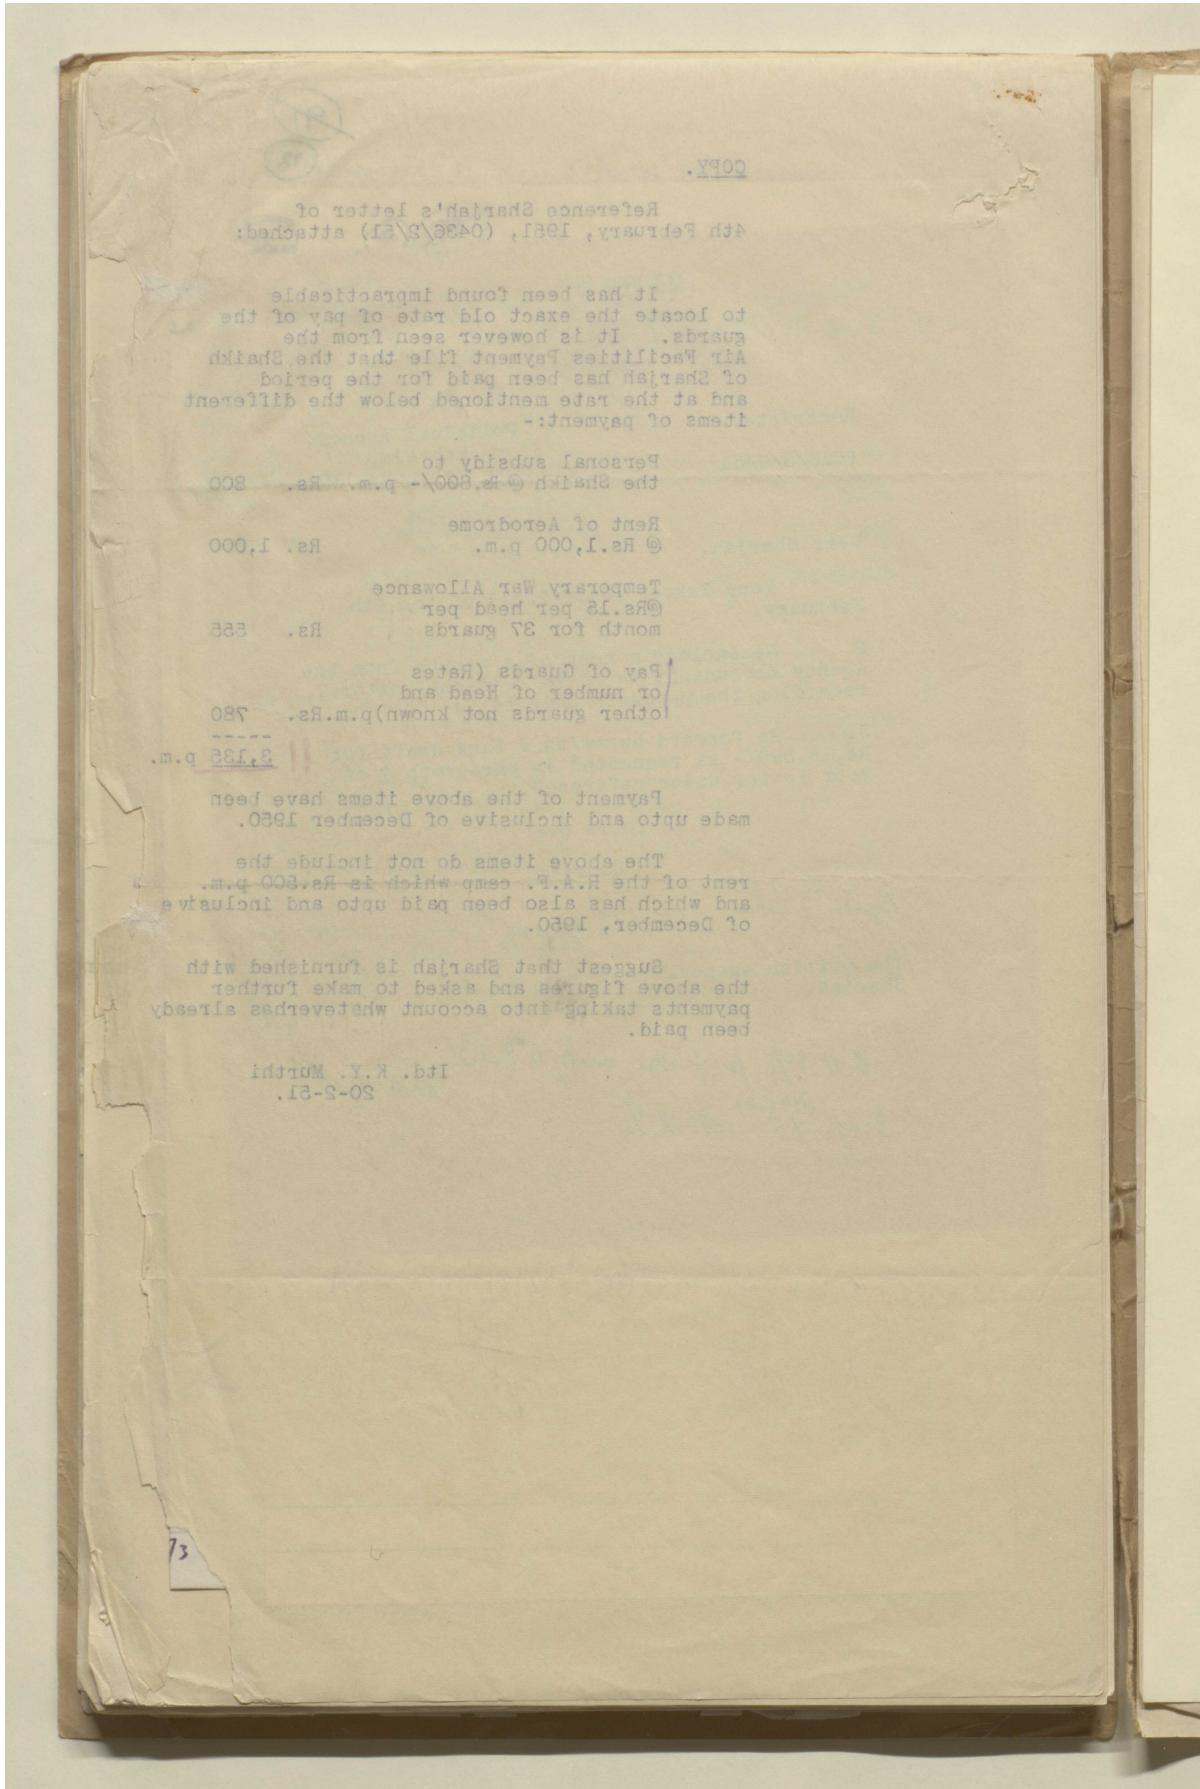 COPY.
Reference Sharjah's letter of
4th February, 1951, (0436/2/51) attached:
It has been found impracticable
to locate the exact old rate of pay of the
guards. It is however seen from the
Air Facilities Payment file that the Shaikh
of Sharjah has been paid for the period
and at the rate mentioned below the different
items of payment:-
Personal subsidy to
the Shaikh @ Rs.800/- p.m. Rs. 800
Rent of Aerodrome
@ Rs.1,000 p.m. Rs. 1,000
Temporary War Allowance
@Rs.15 per head per
month for 37 guards Rs. 555
Pay of Guards (Rates
or number of Head and
other guards not known)p.m.Rs. 780
-----
3,135 p.m.
Payment of the above items have been
made upto and inclusive of December 1950.
The above items do not include the
rent of the R.A.F. camp which is Rs.500 p.m.
and which has also been paid upto and inclusive
of December, 1950.
Suggest that Sharjah is furnished with
the above figures and asked to make further
payments taking into account whateverhas already
been paid.
ltd. K.Y. Murthi
20-2-51.
73